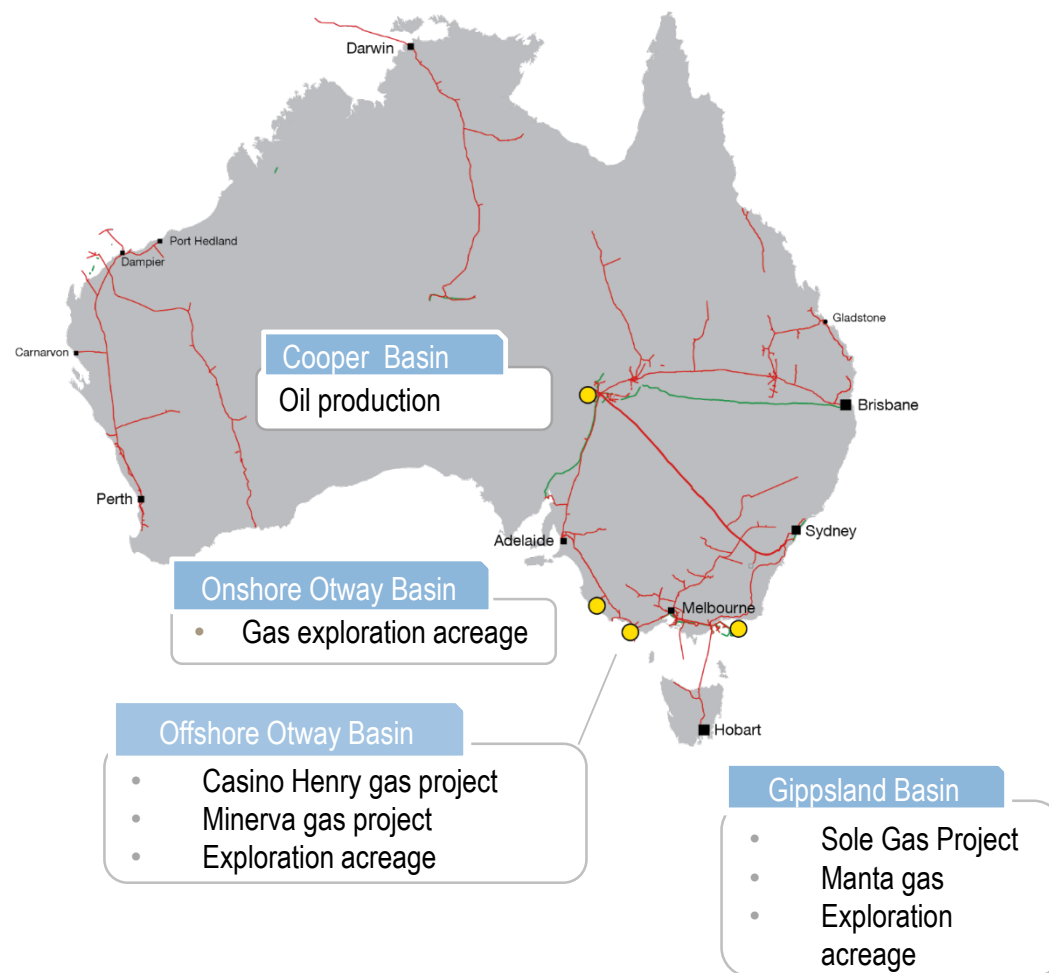 Darwin
Port Hedland
Dampier
Gladstone
Carnarvon
Cooper Basin
Oil production
Brisbane
Perth
Sydney
Adelaide
Onshore Otway Basin
• Gas exploration acreage
Melbourne
Offshore Otway Basin
• Casino Henry gas project
• Minerva gas project
• Exploration acreage
Hobart
Gippsland Basin
• Sole Gas Project
• Manta gas
• Exploration
acreage